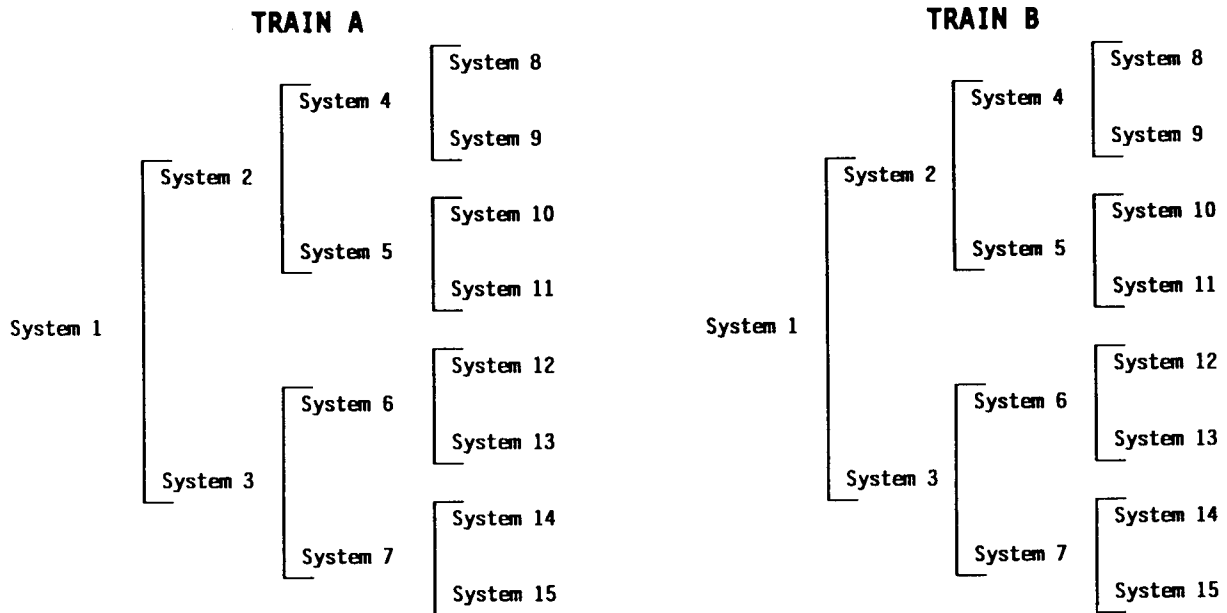 TRAIN A
System 8
System 4
System 9
System 2
System 10
System 5
System 11
System 1
System 12
System 6
System 13
System 3
System 14
System 7
System 15
TRAIN B
System 8
System 4
System 9
System 2
System 10
System 5
System 11
System 1
System 12
System 6
System 13
System 3
System 14
System 7
System 15